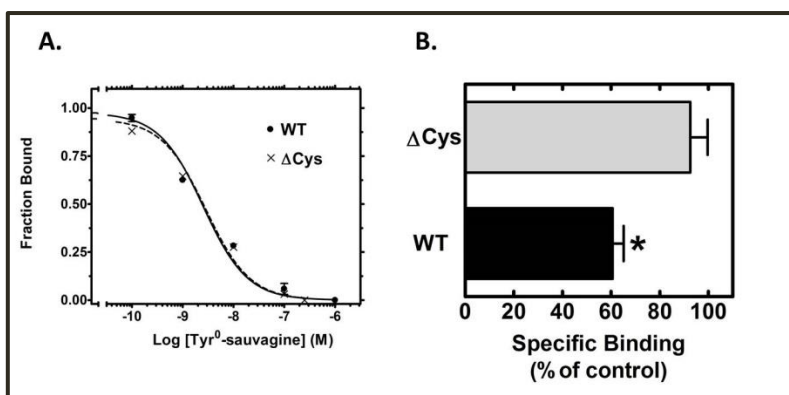 A.
B.
1.00
0.75
0.50
0.25
0.00
Fraction Bound
WT
ΔCys
-10
-9
-8
-7
-6
Log [Tyr⁰-sauvagine] (M)
ΔCys
WT
*
0
20
40
60
80
100
Specific Binding
(% of control)